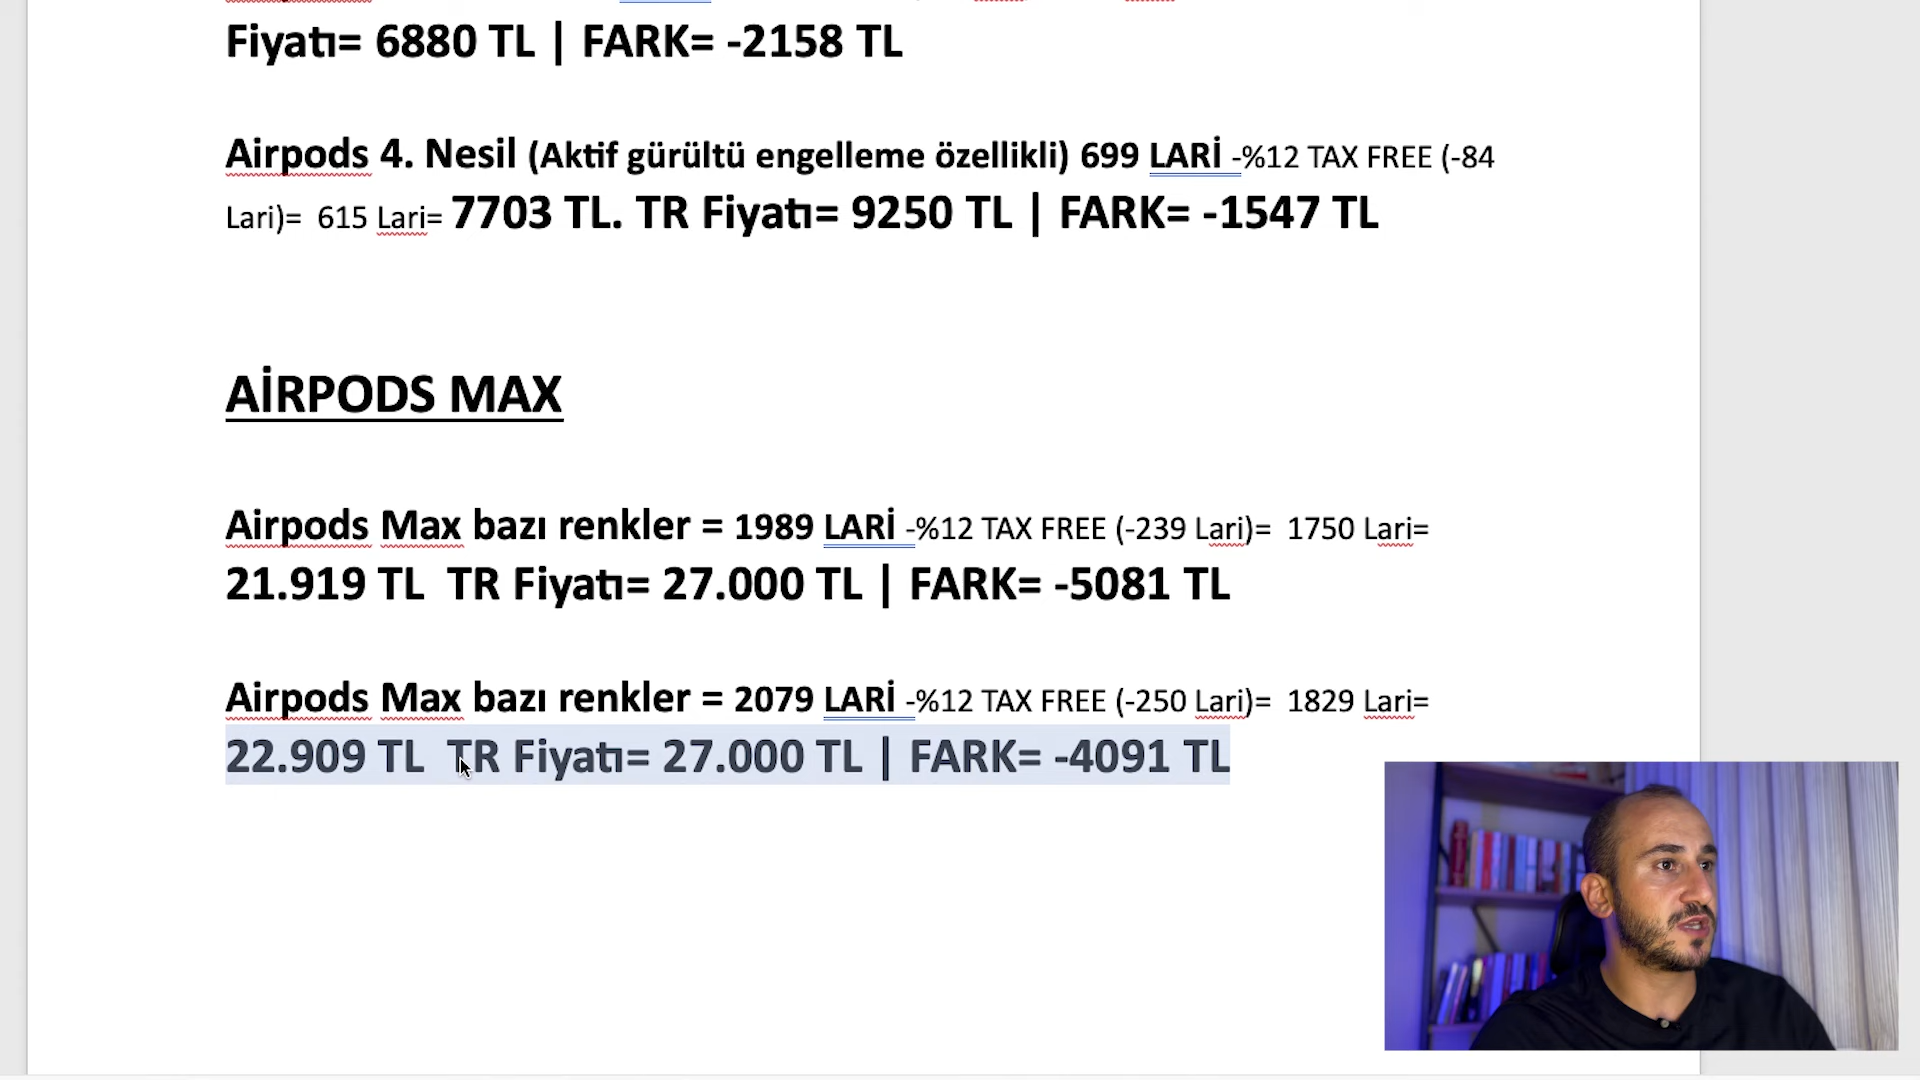 Fiyatı= 6880 TL | FARK= -2158 TL
Airpods 4. Nesil (Aktif gürültü engelleme özellikli) 699 LARİ -%12 TAX FREE (-84
Lari)=  615 Lari= 7703 TL. TR Fiyatı= 9250 TL | FARK= -1547 TL
AİRPODS MAX
Airpods Max bazı renkler = 1989 LARİ -%12 TAX FREE (-239 Lari)=  1750 Lari=
21.919 TL  TR Fiyatı= 27.000 TL | FARK= -5081 TL
Airpods Max bazı renkler = 2079 LARİ -%12 TAX FREE (-250 Lari)=  1829 Lari=
22.909 TL  TR Fiyatı= 27.000 TL | FARK= -4091 TL